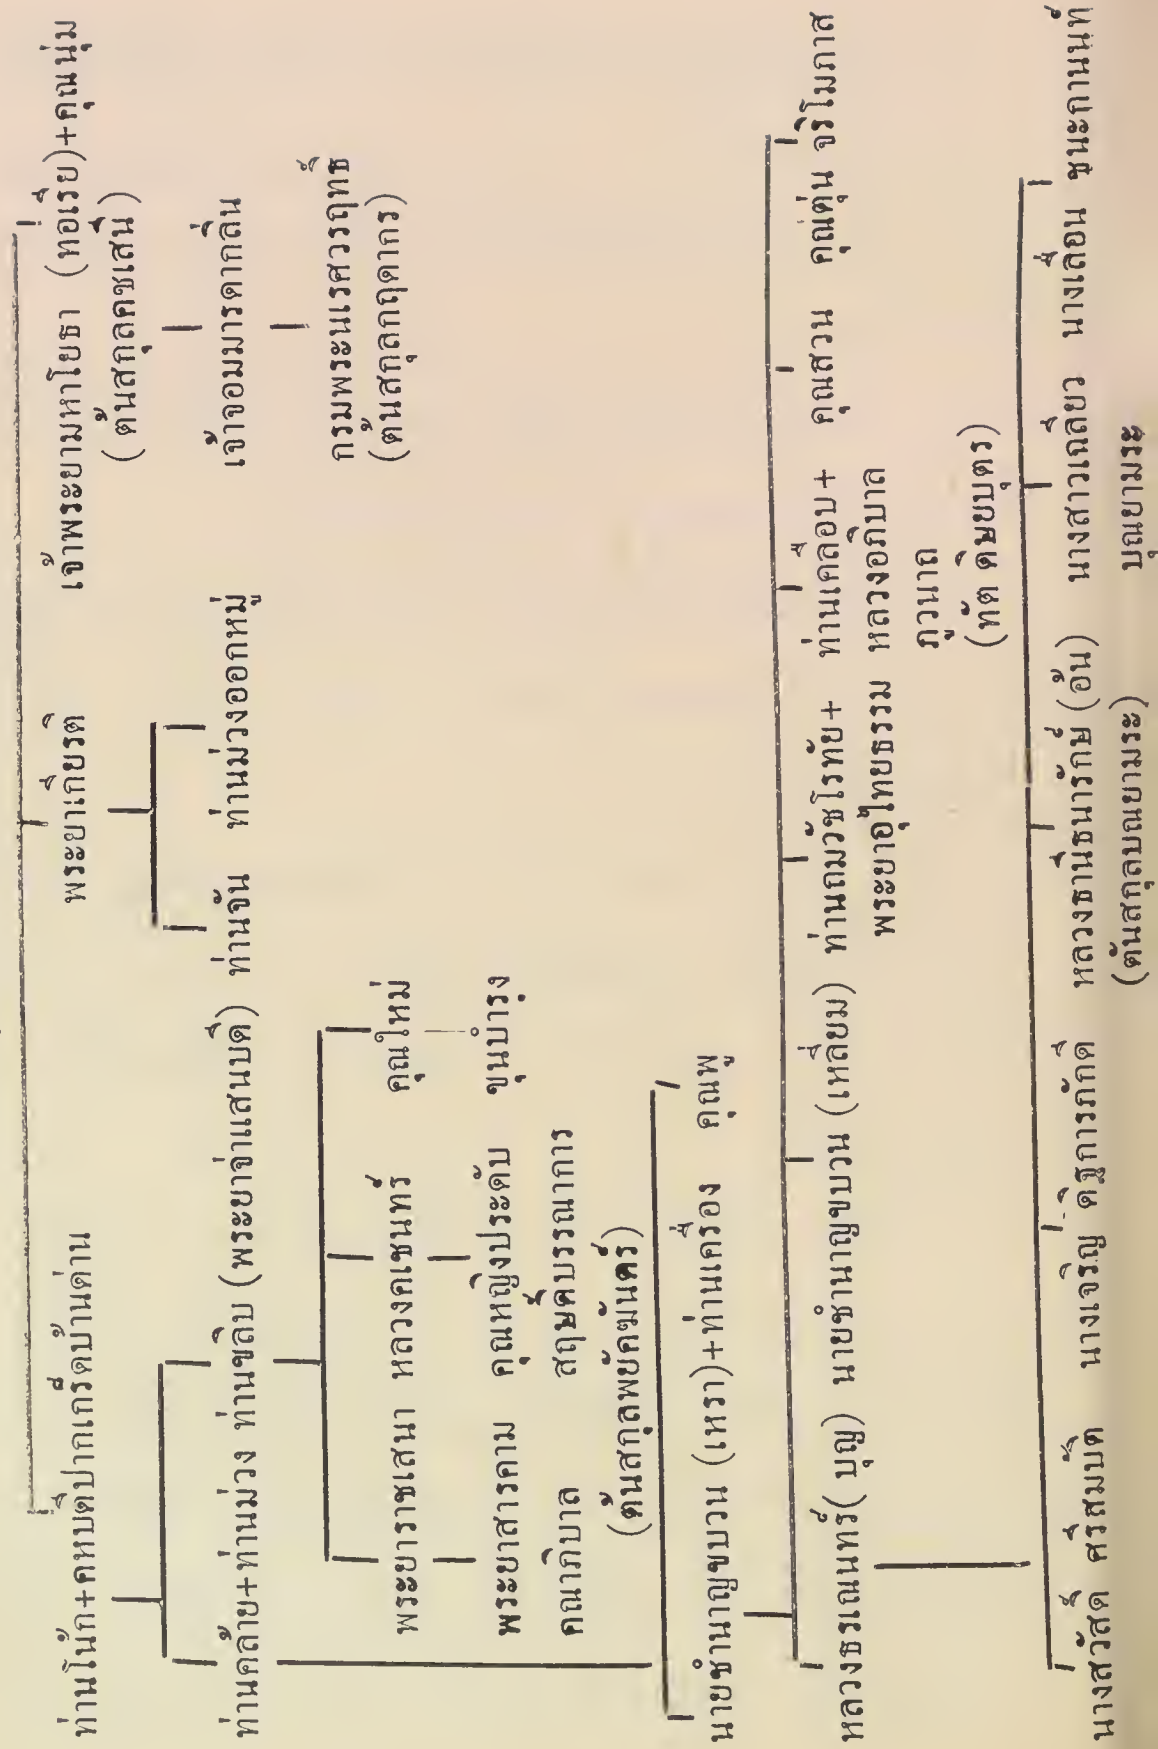 ท่านโน้ก+คหบดีปากเกร็ดบ้านด่าน พระยาเกียรติ เจ้าพระยามหาโยธา (ทอเรีย)+คุณนุ่ม
(ต้นสกุลคชเสนี)
ท่านคล้าย+ท่านม่วง ท่านขลิบ (พระยาจ่าแสนบดี) ท่านจัน ท่านม่วงออกหมู่ เจ้าจอมมารดากลิ่น
พระยาราชเสนา หลวงคเชนทร์ คุณใหม่ กรมพระนเรศวรฤทธิ์
(ต้นสกุลกฤดากร)
พระยาสารคาม คุณหญิงประดับ ขุนบำรุง
คณาภิบาล สฤษดิบรรณาการ
(ต้นสกุลพยัคฆันตร์)
นายชำนาญขบวน (เหรา)+ท่านเครื่อง คุณพู
หลวงธรเณนทร์( บุญ) นายชำนาญขบวน (เหลี่ยม) ท่านถมวัชโรทัย+ ท่านเคลือบ+ คุณสวน คุณตุ่น จิรโมภาส
พระยาอุไทยธรรม หลวงอภิบาล
ภูวนาถ
(ทัต ดิษยบุตร)
นางสวัสดิ์ ศิริสมบัติ นางเจริญ ดิฐการภักดี หลวงธานีธนารักษ์ (อ้น) นางสาวเฉลียว นางเลื่อน ชูนะกานนท์
(ต้นสกุลบุณยามระ) บุณยามระ